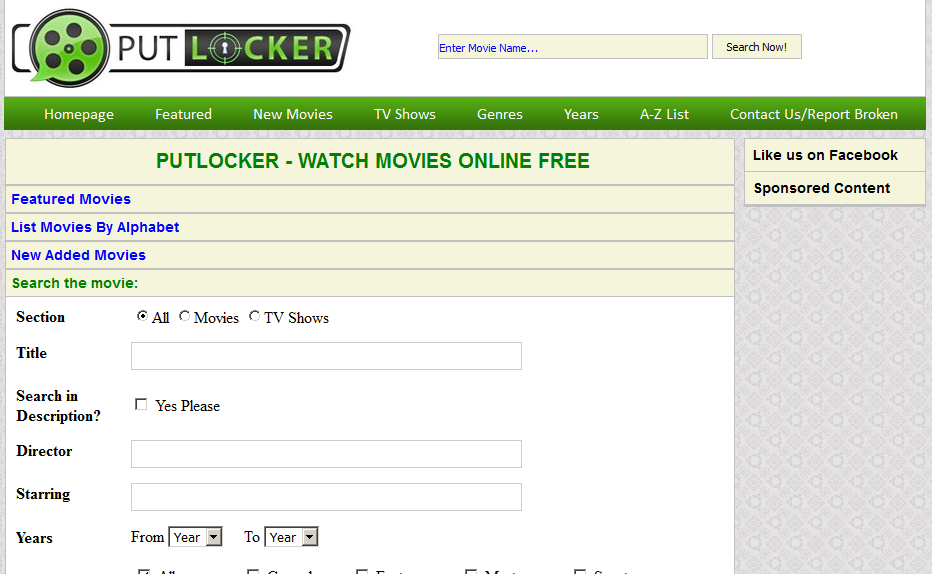 PUT LOCKER
Enter Movie Name...
Search Now!
Homepage Featured New Movies TV Shows Genres Years A-Z List Contact Us/Report Broken
PUTLOCKER - WATCH MOVIES ONLINE FREE
Like us on Facebook
Sponsored Content
Featured Movies
List Movies By Alphabet
New Added Movies
Search the movie:
Section All Movies TV Shows
Title
Search in
Description? Yes Please
Director
Starring
Years From Year To Year